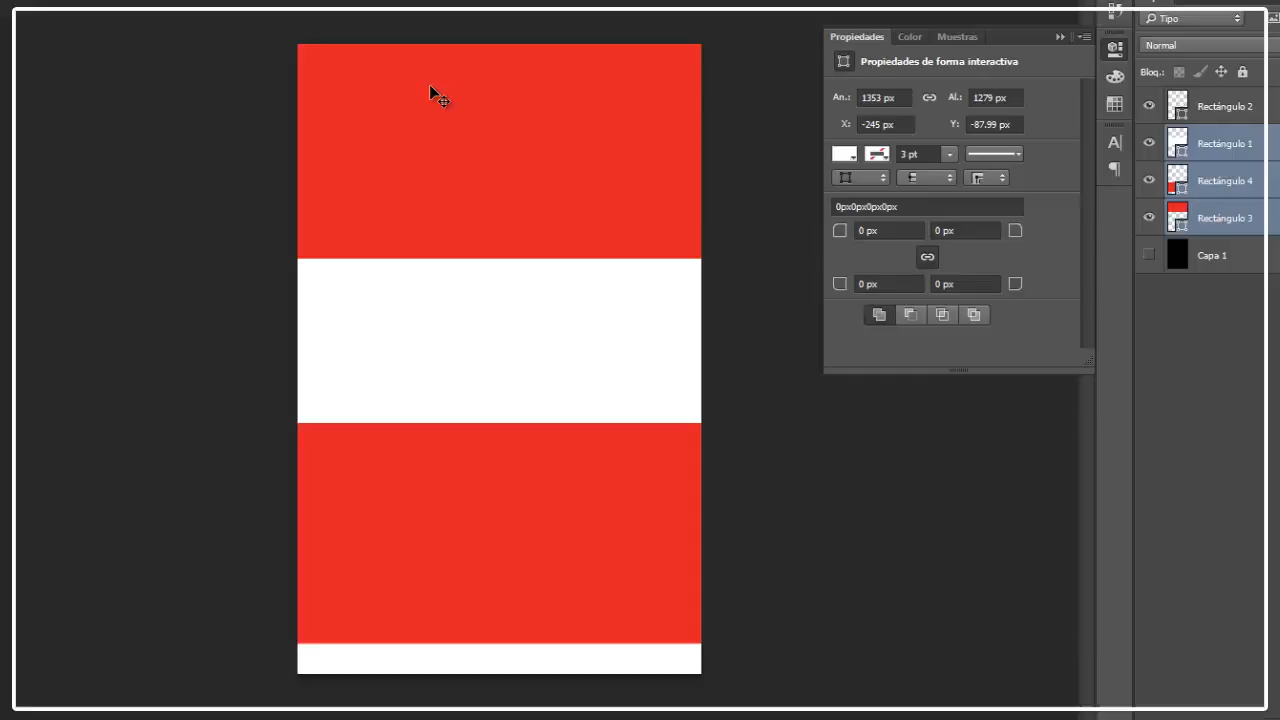 Propiedades Color Muestras
Tipo
Propiedades de forma interactiva
Normal
An.: 1353 px Al.: 1279 px
Bloq.:
X: -245 px Y: -87.99 px
Rectángulo 2
3 pt
Rectángulo 1
Rectángulo 4
0px0px0px0px
Rectángulo 3
0 px 0 px
Capa 1
0 px 0 px